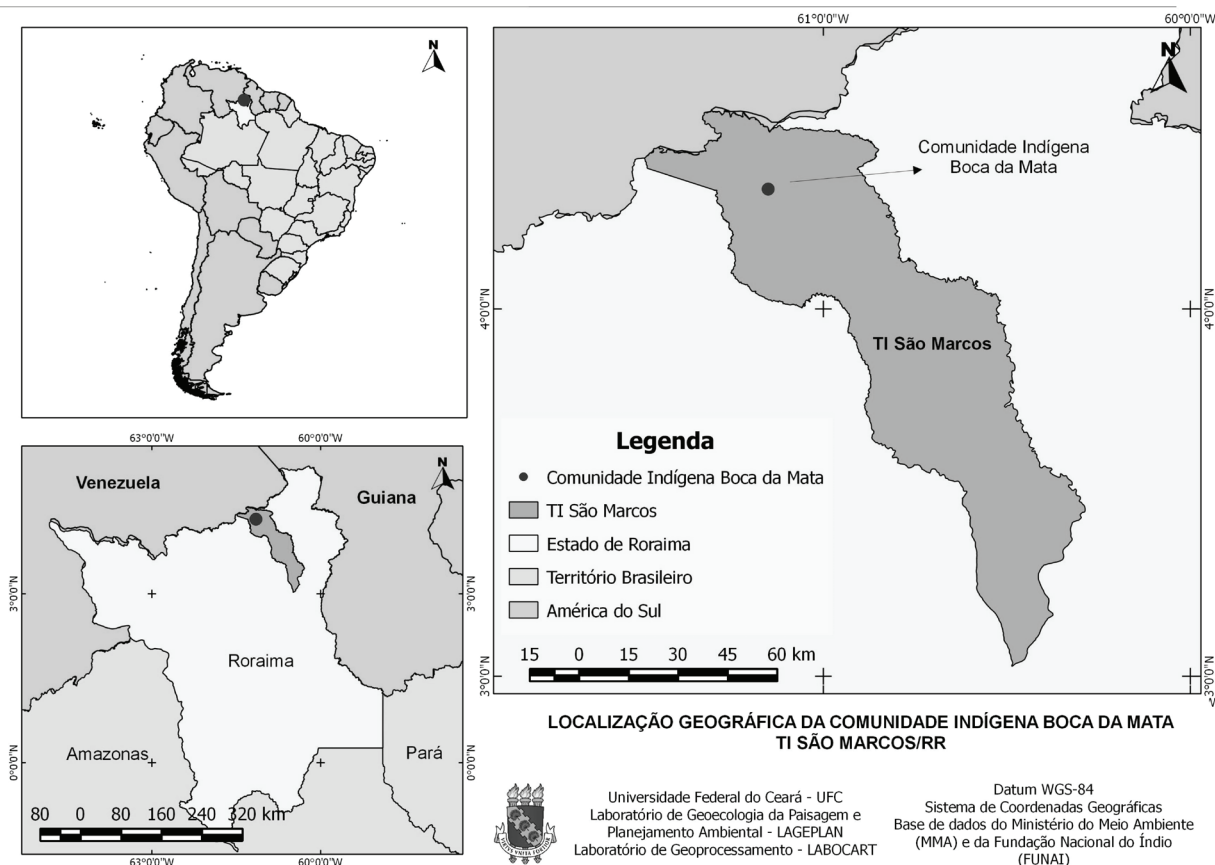 N
63°0'0"W
60°0'0"W
N
Venezuela
Guiana
3°0'0"N
3°0'0"N
Roraima
Amazonas
Pará
0°0'0"N
0°0'0"N
80 0 80 160 240 320 km
63°0'0"W
60°0'0"W
61°0'0"W
60°0'0"W
N
Comunidade Indígena
Boca da Mata
4°0'0"N
4°0'0"N
TI São Marcos
Legenda
Comunidade Indígena Boca da Mata
TI São Marcos
Estado de Roraima
Território Brasileiro
América do Sul
15 0 15 30 45 60 km
3°0'0"N
3°0'0"N
LOCALIZAÇÃO GEOGRÁFICA DA COMUNIDADE INDÍGENA BOCA DA MATA
TI SÃO MARCOS/RR
Universidade Federal do Ceará - UFC
Laboratório de Geoecologia da Paisagem e
Planejamento Ambiental - LAGEPLAN
Laboratório de Geoprocessamento - LABOCART
Datum WGS-84
Sistema de Coordenadas Geográficas
Base de dados do Ministério do Meio Ambiente
(MMA) e da Fundação Nacional do Índio
(FUNAI)